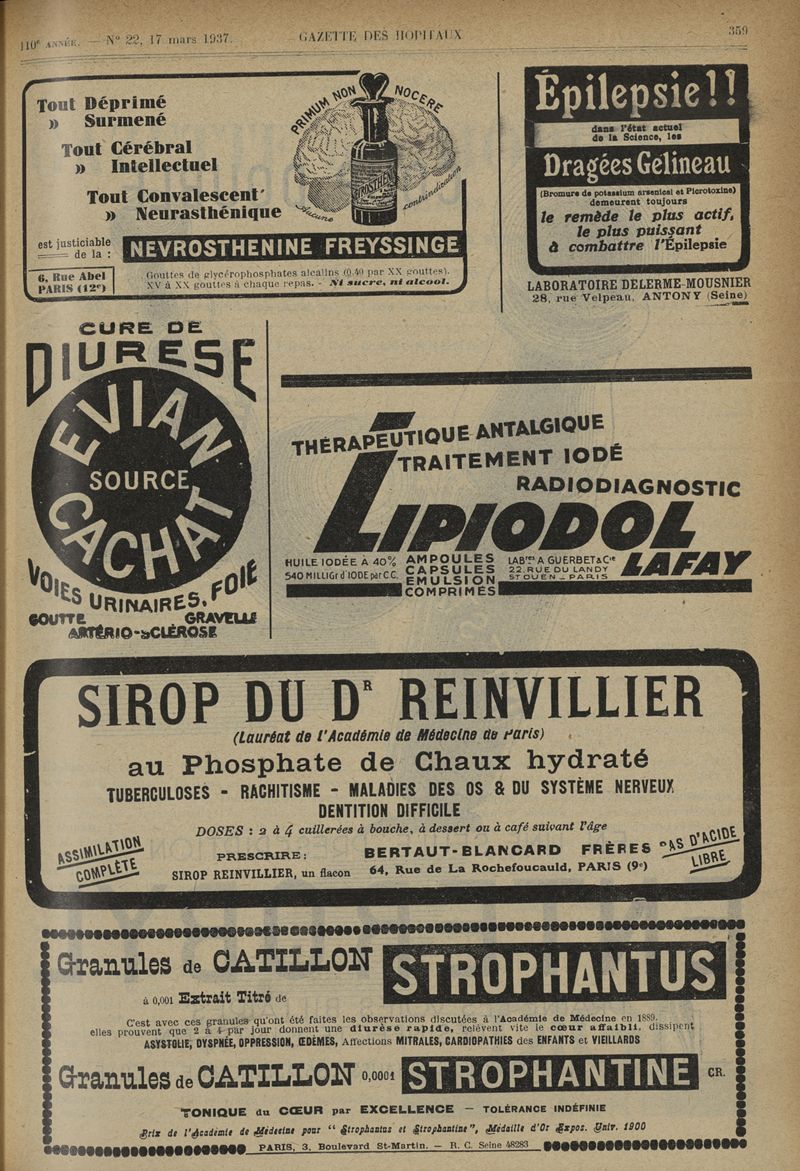 110e ANNÉE. — No 22, 17 mars 1937. GAZETTE DES HOPITAUX 359
Tout Déprimé
» Surmené
Tout Cérébral
» Intellectuel
Tout Convalescent
» Neurasthénique
PRIMUM NON NOCERE
Aucune contrindication
est justiciable
de la :
NEVROSTHENINE FREYSSINGE
6, Rue Abel
PARIS (12e)
Gouttes de glycérophosphates alcalins (0,40 par XX gouttes).
XV à XX gouttes à chaque repas. - Ni sucre, ni alcool.
Épilepsie!!
dans l'état actuel
de la Science, les
Dragées Gelineau
(Bromure de potassium arsenical et Picrotoxine)
demeurent toujours
le remède le plus actif,
le plus puissant
à combattre l'Épilepsie
LABORATOIRE DELERME-MOUSNIER
28, rue Velpeau, ANTONY (Seine)
CURE DE
DIURESE
EVIAN
SOURCE
CACHAT
VOIES URINAIRES, FOIE
GOUTTE GRAVELLE
ARTÉRIO-SCLÉROSE
THÉRAPEUTIQUE ANTALGIQUE
TRAITEMENT IODÉ
RADIODIAGNOSTIC
LIPIODOL
LAFAY
HUILE IODÉE À 40%
540 MILLIGr d'IODE par C.C.
AMPOULES
CAPSULES
EMULSION
COMPRIMÉS
LABres A GUERBET & Cie
22, RUE DU LANDY
ST OUEN - PARIS
SIROP DU DR REINVILLIER
(Lauréat de l'Académie de Médecine de Paris)
au Phosphate de Chaux hydraté
TUBERCULOSES - RACHITISME - MALADIES DES OS & DU SYSTÈME NERVEUX
DENTITION DIFFICILE
DOSES : 2 à 4 cuillerées à bouche, à dessert ou à café suivant l'âge
ASSIMILATION
COMPLÈTE
PRESCRIRE :
SIROP REINVILLIER, un flacon
BERTAUT-BLANCARD FRÈRES
64, Rue de La Rochefoucauld, PARIS (9e)
PAS D'ACIDE
LIBRE
Granules de CATILLON
à 0,001 Extrait Titré de
STROPHANTUS
C'est avec ces granules qu'ont été faites les observations discutées à l'Académie de Médecine en 1889.
elles prouvent que 2 à 4 par jour donnent une diurèse rapide, relèvent vite le cœur affaibli, dissipent
ASYSTOLIE, DYSPNÉE, OPPRESSION, ŒDÈMES, Affections MITRALES, CARDIOPATHIES des ENFANTS et VIEILLARDS
Granules de CATILLON 0,0001 STROPHANTINE CR.
TONIQUE du CŒUR par EXCELLENCE — TOLÉRANCE INDÉFINIE
Prix de l'Académie de Médecine pour "Strophantus et Strophantine", Médaille d'Or Expos. Univ. 1900
PARIS, 3, Boulevard St-Martin. — R. C. Seine 48283